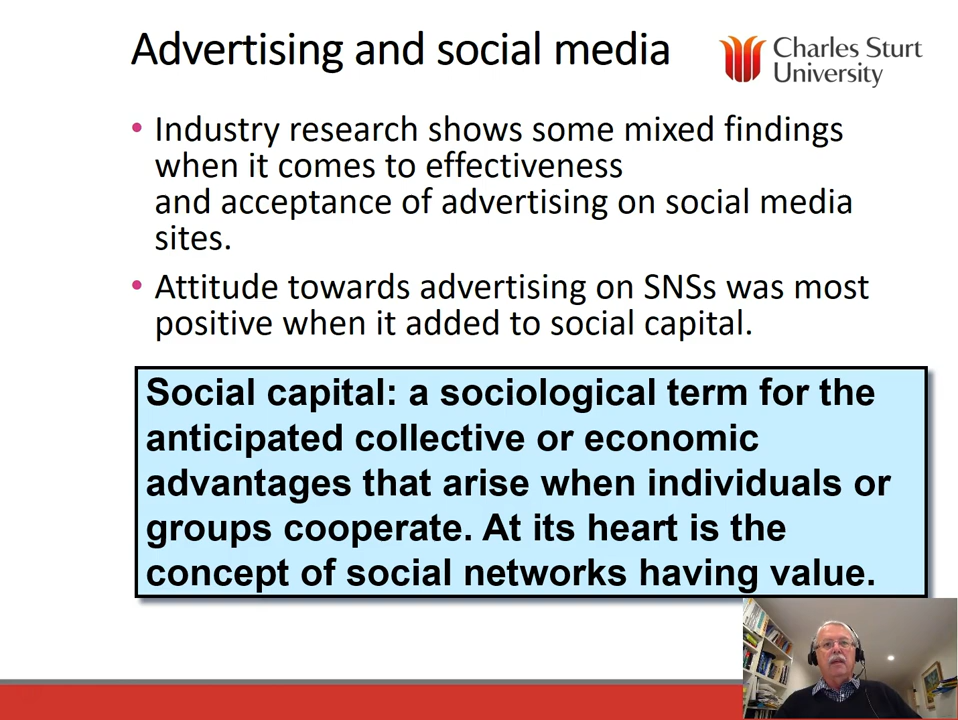 Advertising and social media
Charles Sturt
University
• Industry research shows some mixed findings
when it comes to effectiveness
and acceptance of advertising on social media
sites.
• Attitude towards advertising on SNSs was most
positive when it added to social capital.
Social capital: a sociological term for the
anticipated collective or economic
advantages that arise when individuals or
groups cooperate. At its heart is the
concept of social networks having value.